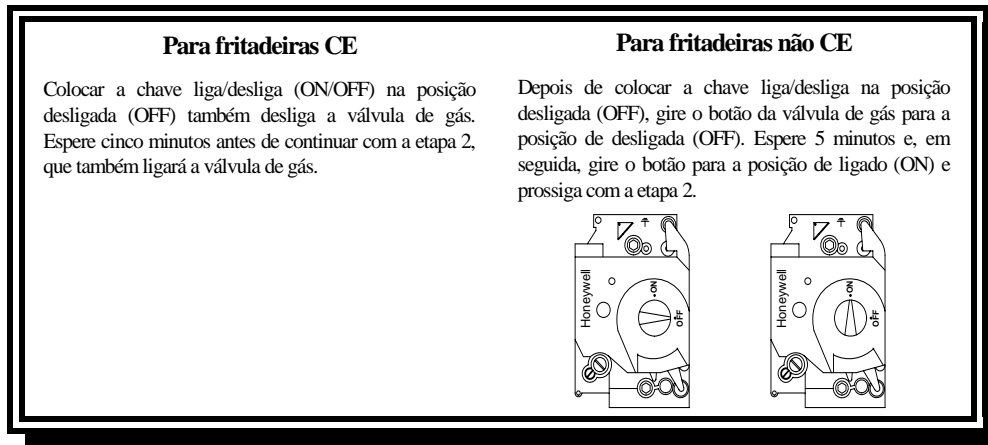 Para fritadeiras CE
Colocar a chave liga/desliga (ON/OFF) na posição
desligada (OFF) também desliga a válvula de gás.
Espere cinco minutos antes de continuar com a etapa 2,
que também ligará a válvula de gás.
Para fritadeiras não CE
Depois de colocar a chave liga/desliga na posição
desligada (OFF), gire o botão da válvula de gás para a
posição de desligada (OFF). Espere 5 minutos e, em
seguida, gire o botão para a posição de ligado (ON) e
prossiga com a etapa 2.
Honeywell
ON
OFF
Honeywell
ON
OFF